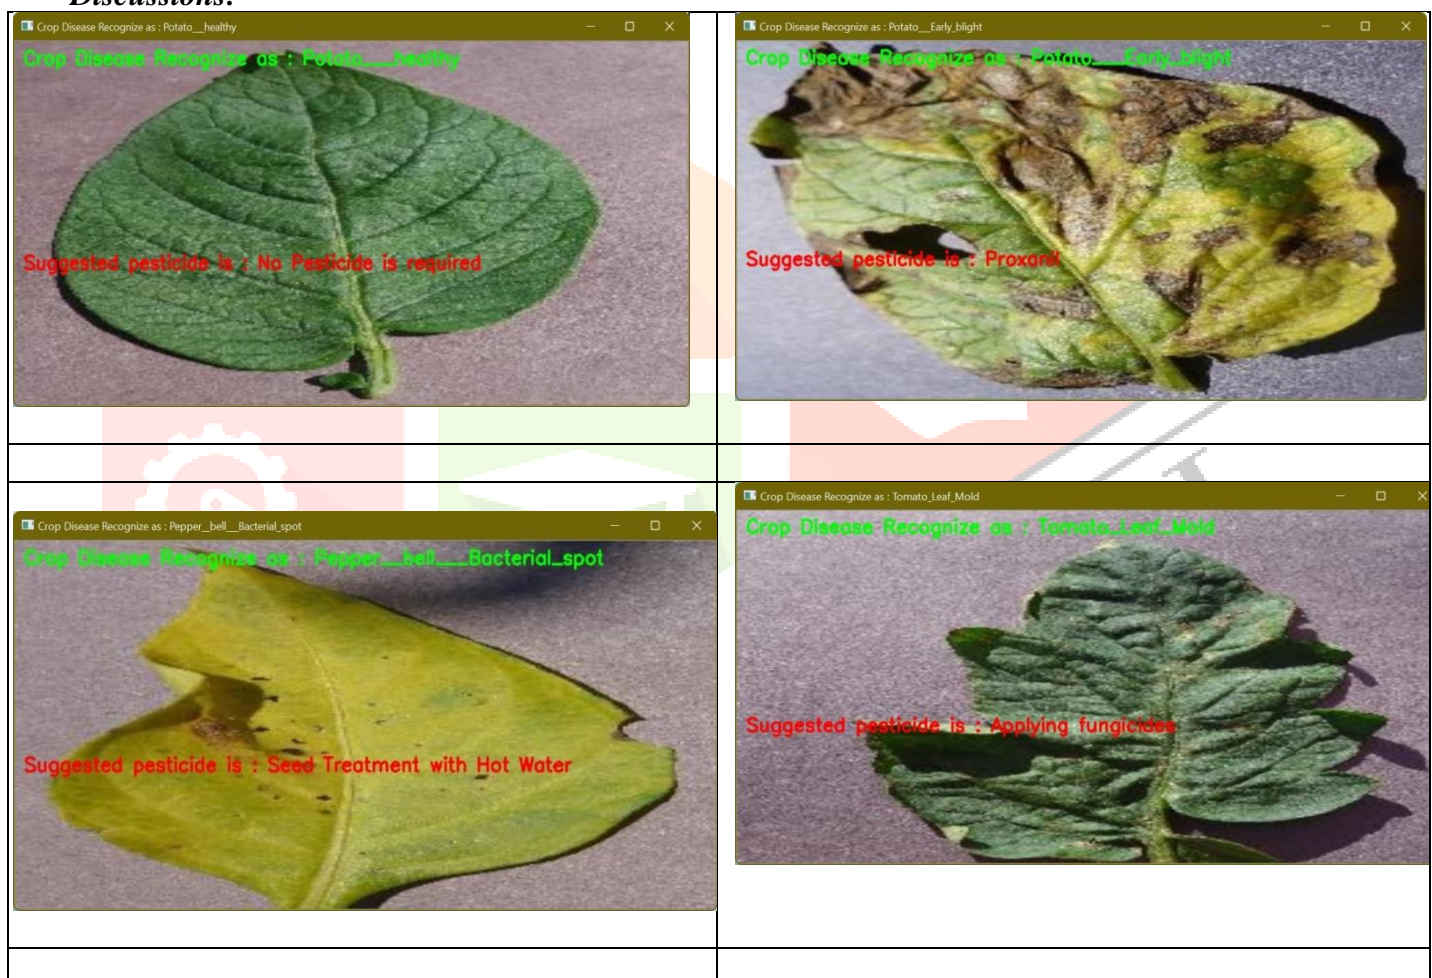 Discussions:
Crop Disease Recognize as : Potato__healthy
Crop Disease Recognize as : Potato___healthy
Suggested pesticide is : No Pesticide is required
Crop Disease Recognize as : Potato__Early_blight
Crop Disease Recognize as : Potato___Early_blight
Suggested pesticide is : Proxanil
Crop Disease Recognize as : Pepper__bell__Bacterial_spot
Crop Disease Recognize as : Pepper__bell___Bacterial_spot
Suggested pesticide is : Seed Treatment with Hot Water
Crop Disease Recognize as : Tomato_Leaf_Mold
Crop Disease Recognize as : Tomato_Leaf_Mold
Suggested pesticide is : Applying fungicides